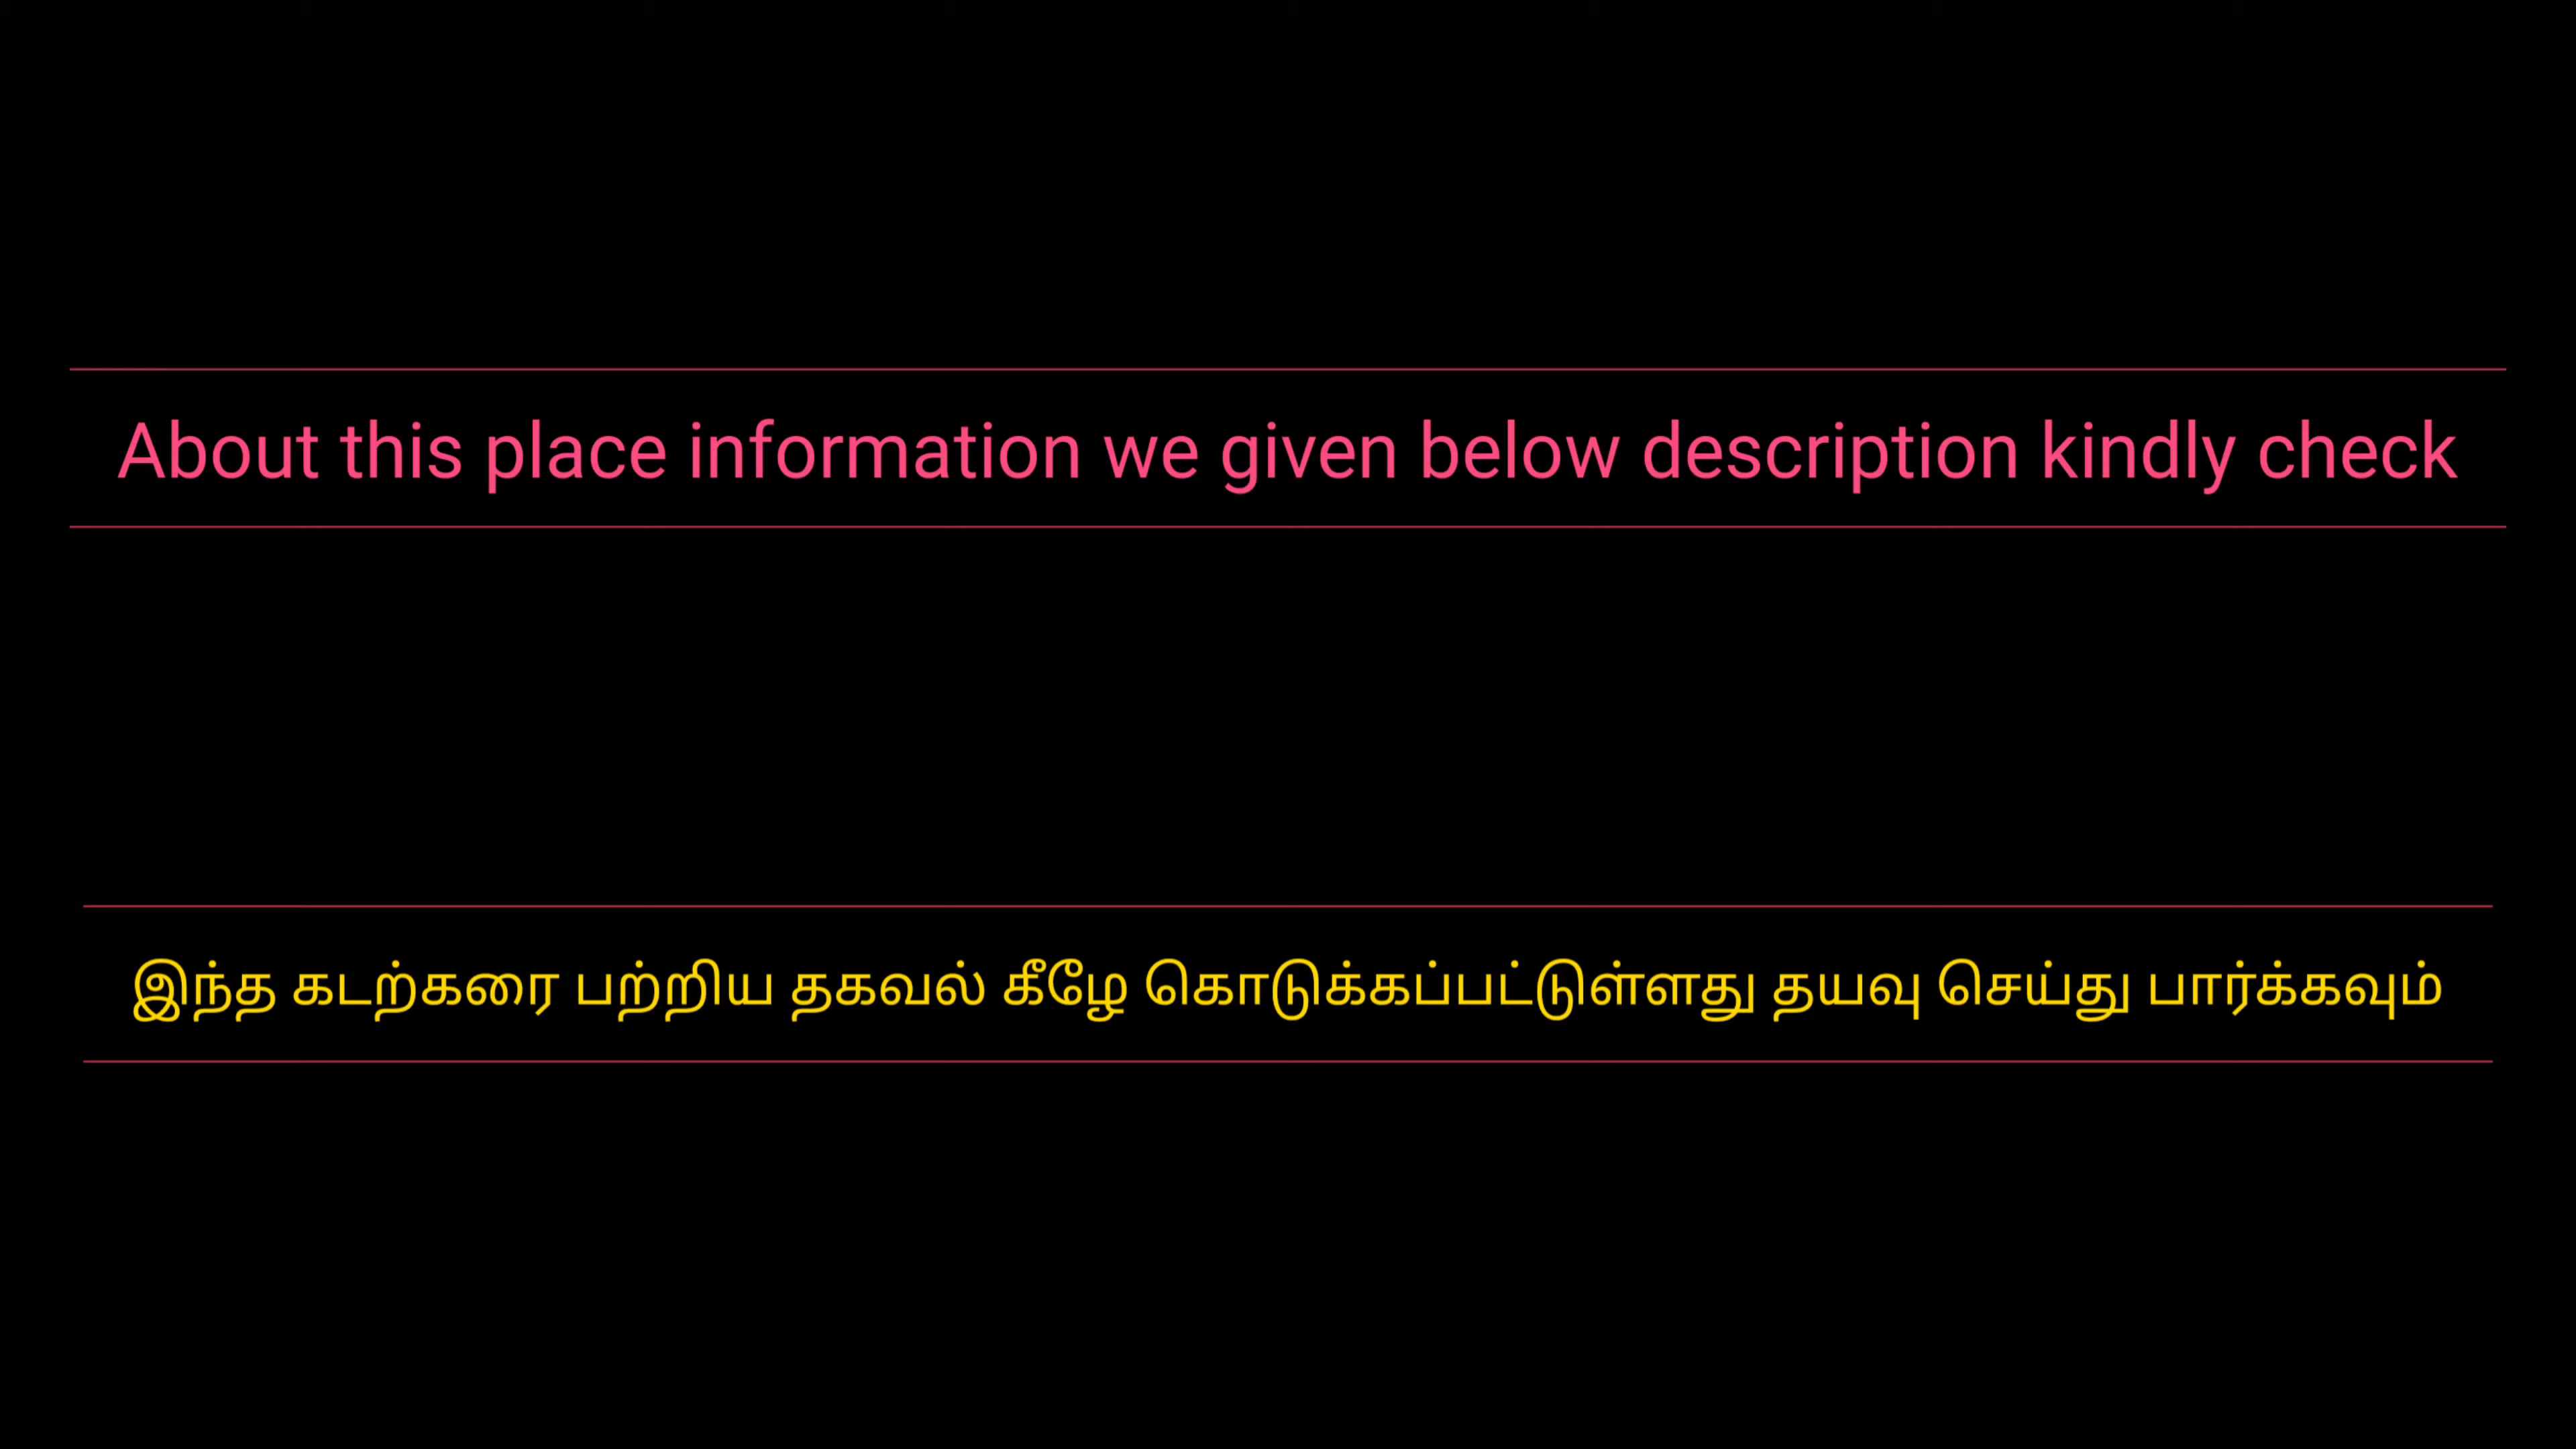 About this place information we given below description kindly check
இந்த கடற்கரை பற்றிய தகவல் கீழே கொடுக்கப்பட்டுள்ளது தயவு செய்து பார்க்கவும்